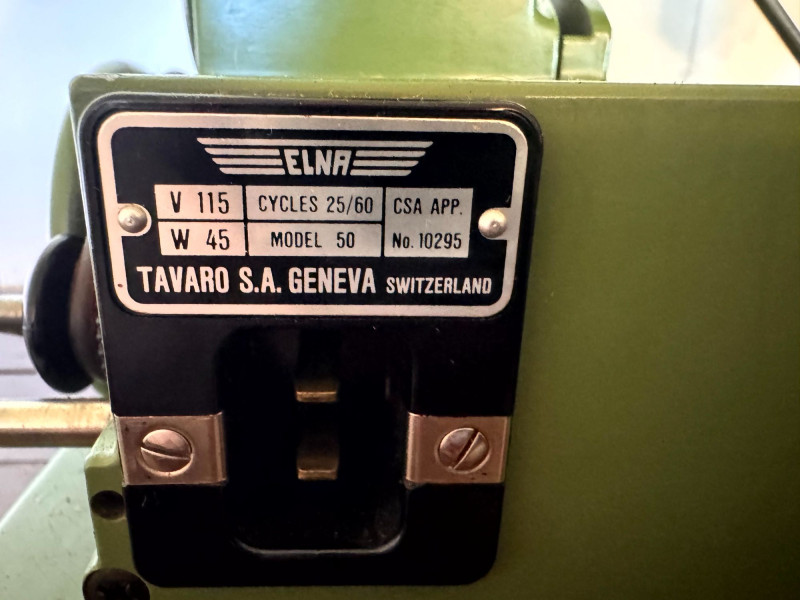 ELNA
V 115 CYCLES 25/60 CSA APP.
W 45 MODEL 50 No. 10295
TAVARO S.A. GENEVA SWITZERLAND